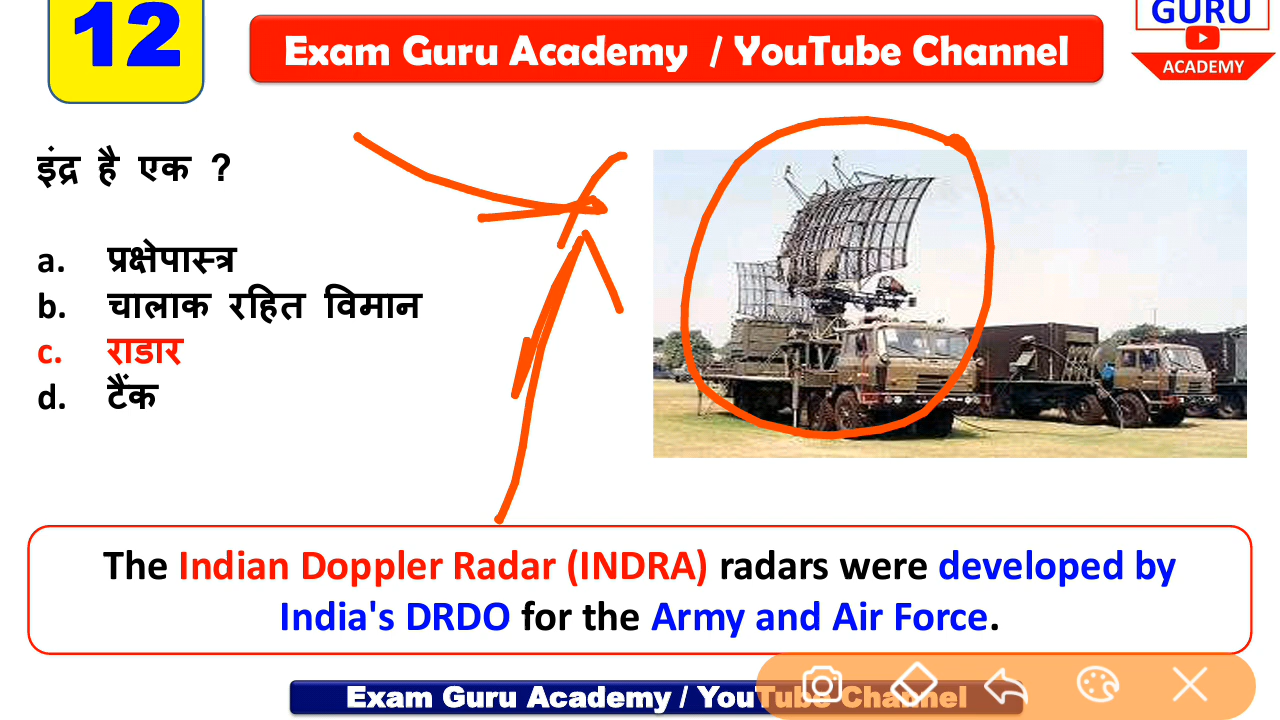 12
Exam Guru Academy / YouTube Channel
GURU
ACADEMY
इंद्र है एक ?
a. प्रक्षेपास्त्र
b. चालाक रहित विमान
c. राडार
d. टैंक
The Indian Doppler Radar (INDRA) radars were developed by
India's DRDO for the Army and Air Force.
Exam Guru Academy / YouTube Channel